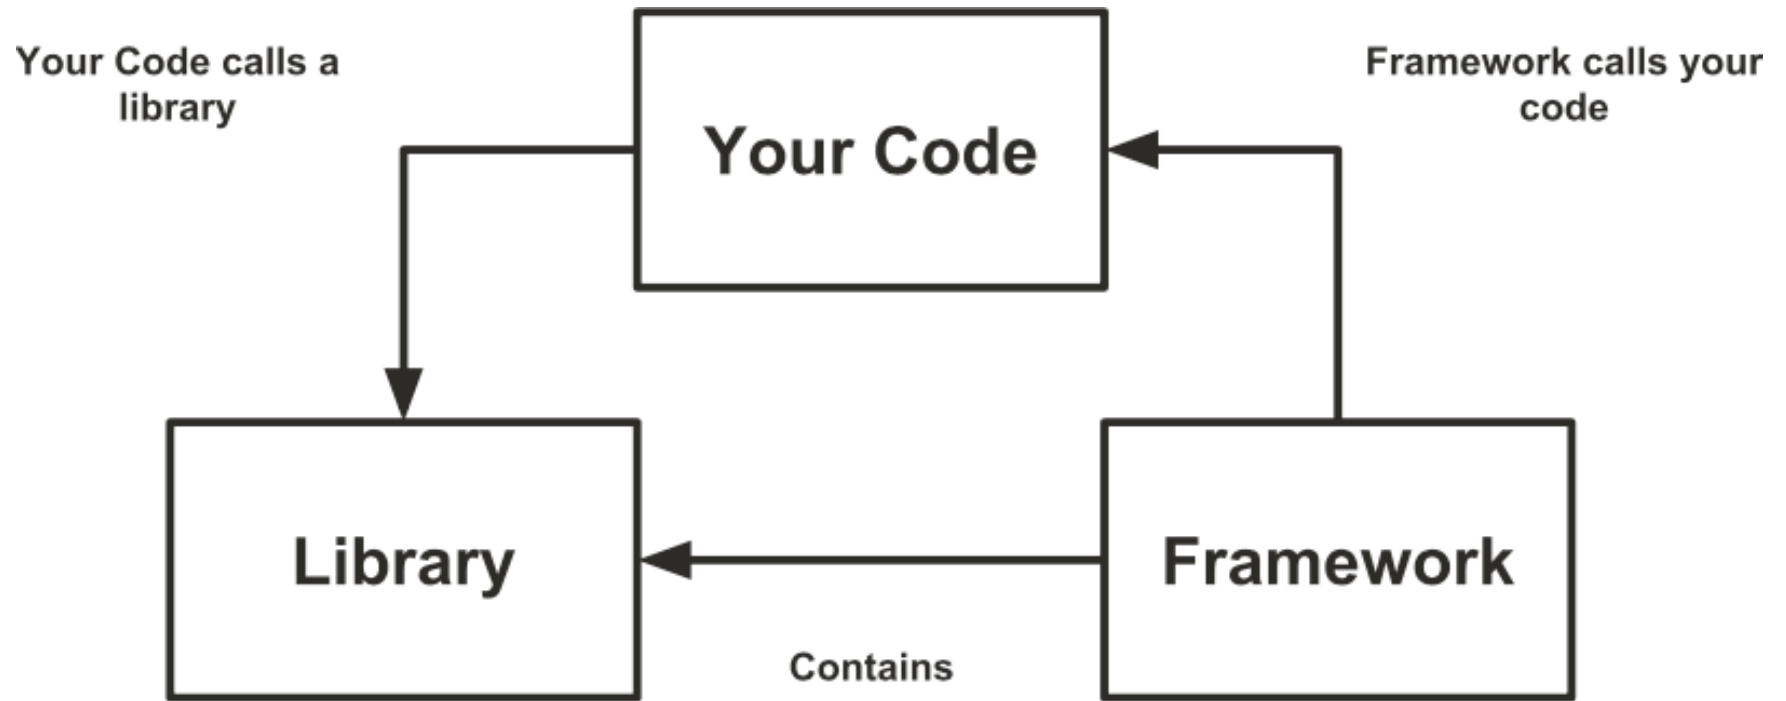 Your Code calls a
library
Your Code
Framework calls your
code
Library
Framework
Contains